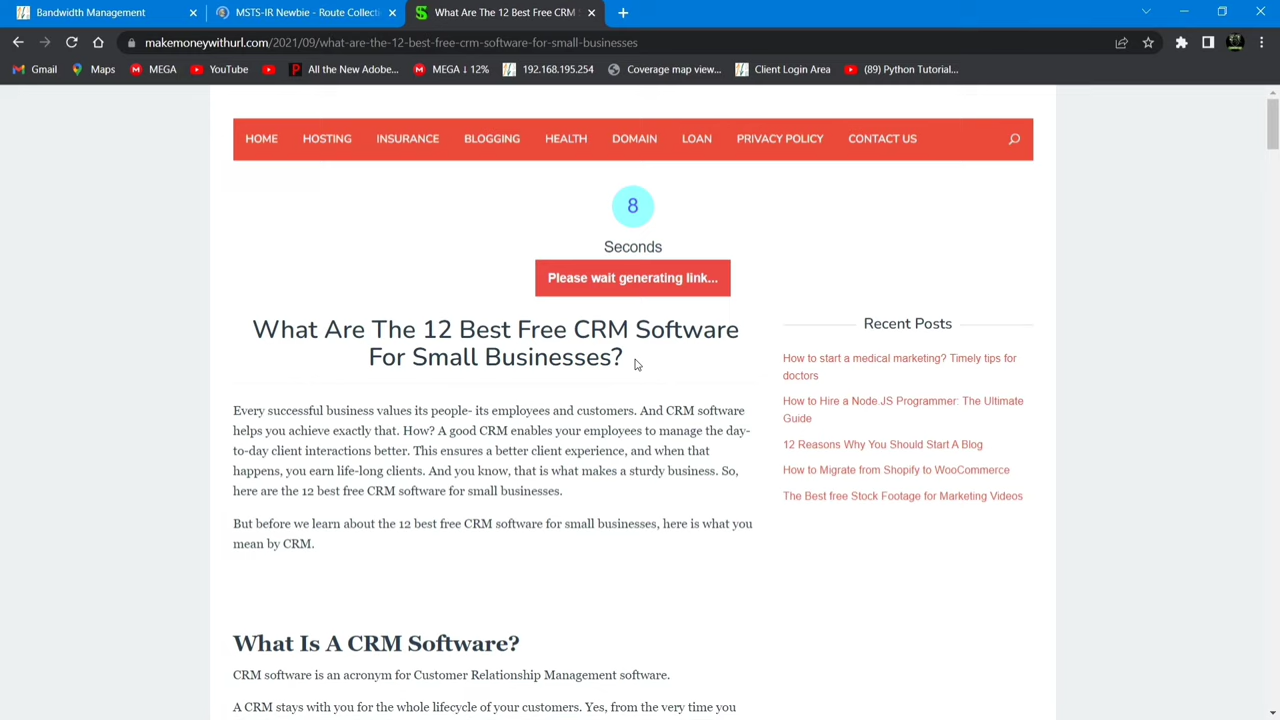 Bandwidth Management
MSTS-IR Newbie - Route Collecti
What Are The 12 Best Free CRM
makemoneywithurl.com/2021/09/what-are-the-12-best-free-crm-software-for-small-businesses
Gmail
Maps
MEGA
YouTube
All the New Adobe...
MEGA ↓ 12%
192.168.195.254
Coverage map view...
Client Login Area
(89) Python Tutorial...
HOME
HOSTING
INSURANCE
BLOGGING
HEALTH
DOMAIN
LOAN
PRIVACY POLICY
CONTACT US
8
Seconds
Please wait generating link...
What Are The 12 Best Free CRM Software
For Small Businesses?
Every successful business values its people- its employees and customers. And CRM software
helps you achieve exactly that. How? A good CRM enables your employees to manage the day-
to-day client interactions better. This ensures a better client experience, and when that
happens, you earn life-long clients. And you know, that is what makes a sturdy business. So,
here are the 12 best free CRM software for small businesses.
But before we learn about the 12 best free CRM software for small businesses, here is what you
mean by CRM.
What Is A CRM Software?
CRM software is an acronym for Customer Relationship Management software.
A CRM stays with you for the whole lifecycle of your customers. Yes, from the very time you
Recent Posts
How to start a medical marketing? Timely tips for
doctors
How to Hire a Node.JS Programmer: The Ultimate
Guide
12 Reasons Why You Should Start A Blog
How to Migrate from Shopify to WooCommerce
The Best free Stock Footage for Marketing Videos